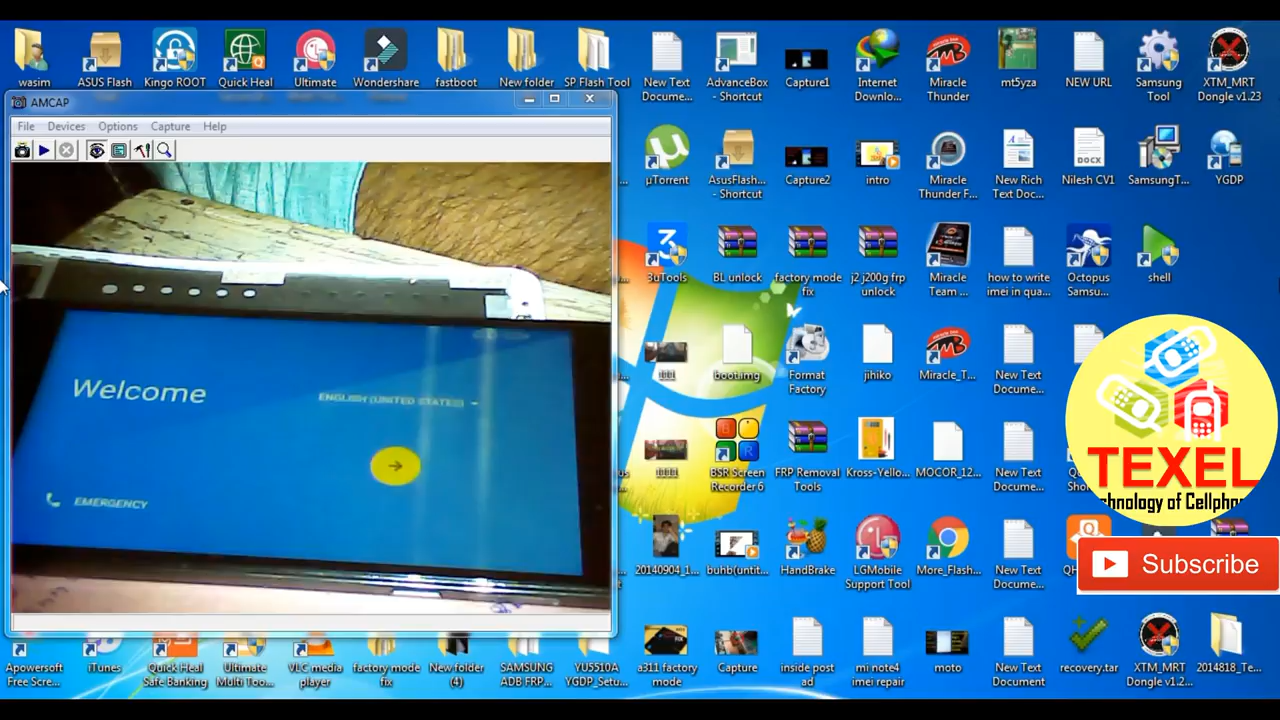 wasim
ASUS Flash
Kingo ROOT
Quick Heal
Ultimate
Wondershare
fastboot
New folder
SP Flash Tool
New Text
Docume...
AdvanceBox
- Shortcut
Capture1
Internet
Downlo...
Miracle
Thunder
mt5yza
NEW URL
Samsung
Tool
XTM_MRT
Dongle v1.23
AMCAP
File Devices Options Capture Help
µTorrent
AsusFlash...
- Shortcut
Capture2
intro
Miracle
Thunder F...
New Rich
Text Doc...
DOCX
Nilesh CV1
SamsungT...
YGDP
3uTools
BL unlock
factory mode
fix
j2 j200g frp
unlock
Miracle
Team ...
how to write
imei in qua...
Octopus
Samsu...
shell
Welcome
ENGLISH (UNITED STATES)
EMERGENCY
boot.img
Format
Factory
jihiko
Miracle_T...
New Text
Docume...
BSR Screen
Recorder 6
FRP Removal
Tools
Kross-Yello...
MOCOR_12...
New Text
Docume...
TEXEL
chnology of Cellpho
20140904_1...
buhb(untit...
HandBrake
LGMobile
Support Tool
More_Flash...
New Text
Docume...
Subscribe
Apowersoft
Free Scre...
iTunes
Quick Heal
Safe Banking
Ultimate
Multi Too...
VLC media
player
factory mode
fix
New folder
(4)
SAMSUNG
ADB FRP...
YU5510A
YGDP_Setu...
a311 factory
mode
Capture
inside post
ad
mi note4
imei repair
moto
New Text
Document
recovery.tar
XTM_MRT
Dongle v1.2...
2014818_Te...